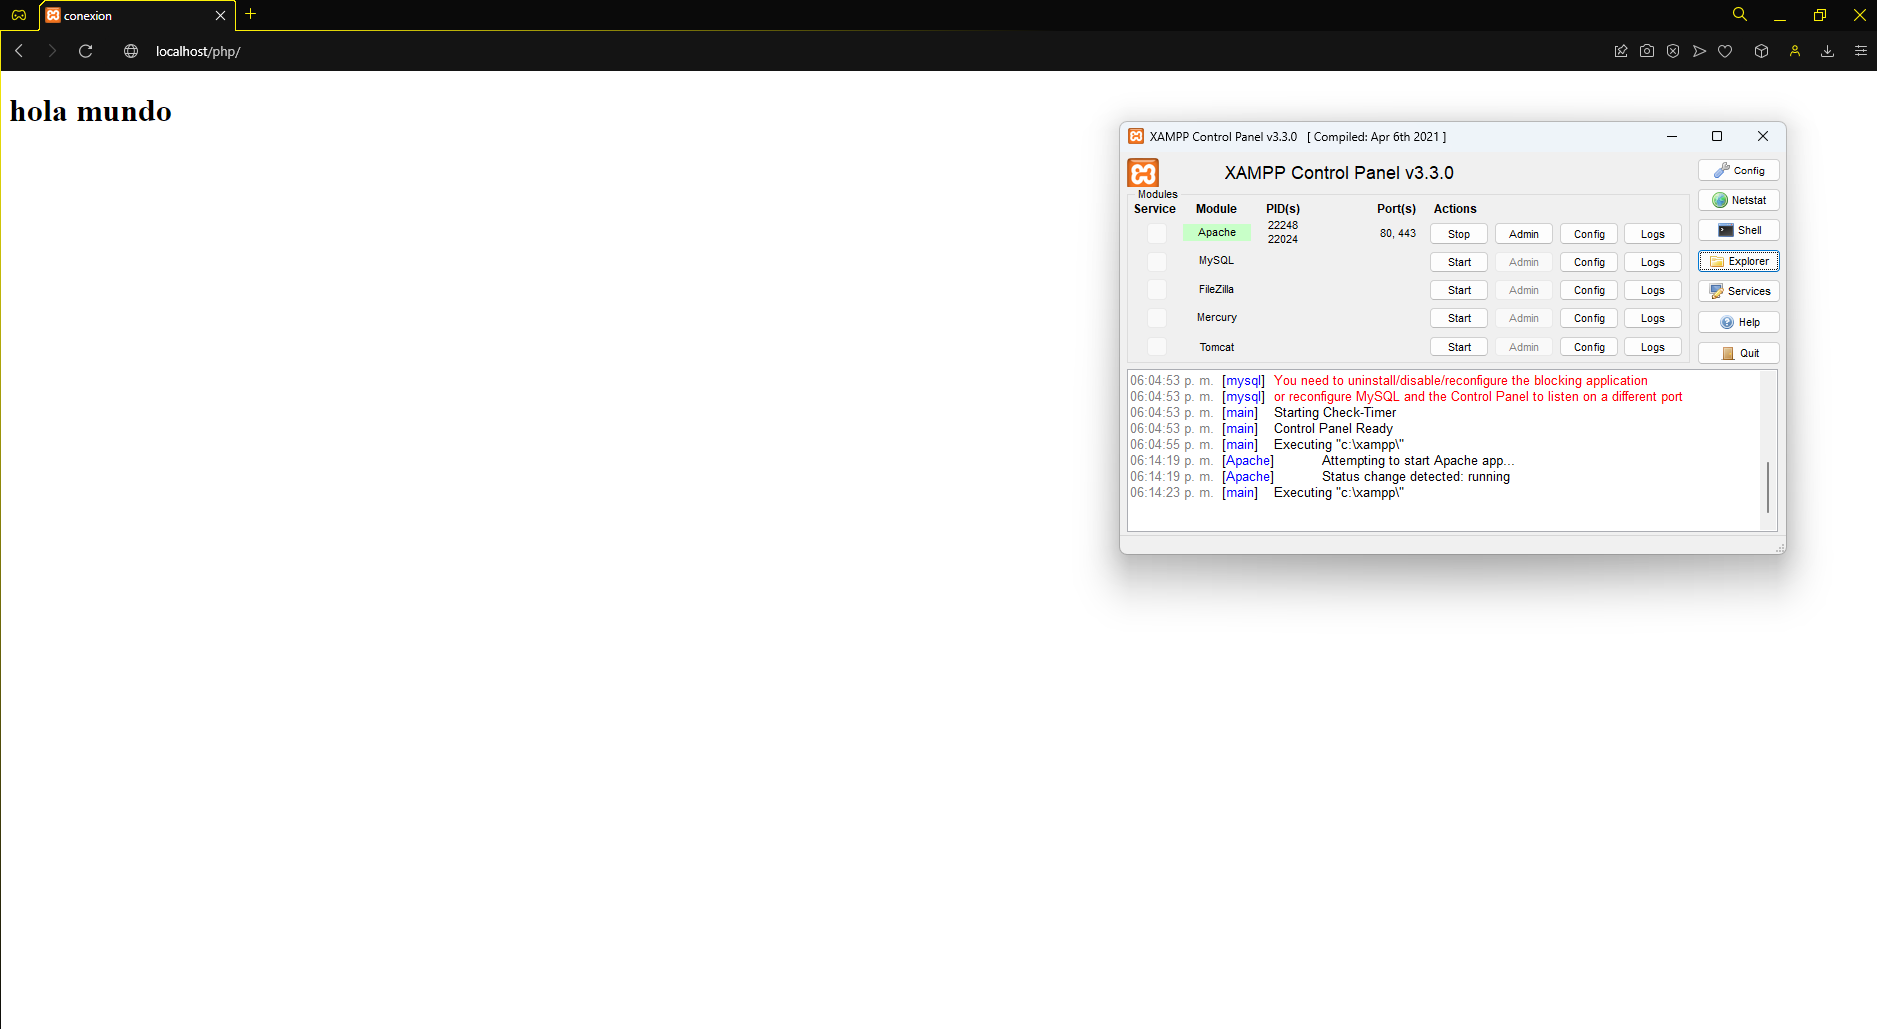 conexion
localhost/php/
hola mundo
XAMPP Control Panel v3.3.0 [ Compiled: Apr 6th 2021 ]
XAMPP Control Panel v3.3.0
Config
Modules
Service Module PID(s) Port(s) Actions
Netstat
Apache 22248 22024 80, 443 Stop Admin Config Logs
Shell
MySQL Start Admin Config Logs
Explorer
FileZilla Start Admin Config Logs
Services
Mercury Start Admin Config Logs
Help
Tomcat Start Admin Config Logs
Quit
06:04:53 p. m. [mysql] You need to uninstall/disable/reconfigure the blocking application
06:04:53 p. m. [mysql] or reconfigure MySQL and the Control Panel to listen on a different port
06:04:53 p. m. [main] Starting Check-Timer
06:04:53 p. m. [main] Control Panel Ready
06:04:55 p. m. [main] Executing "c:\xampp\"
06:14:19 p. m. [Apache] Attempting to start Apache app...
06:14:19 p. m. [Apache] Status change detected: running
06:14:23 p. m. [main] Executing "c:\xampp\"